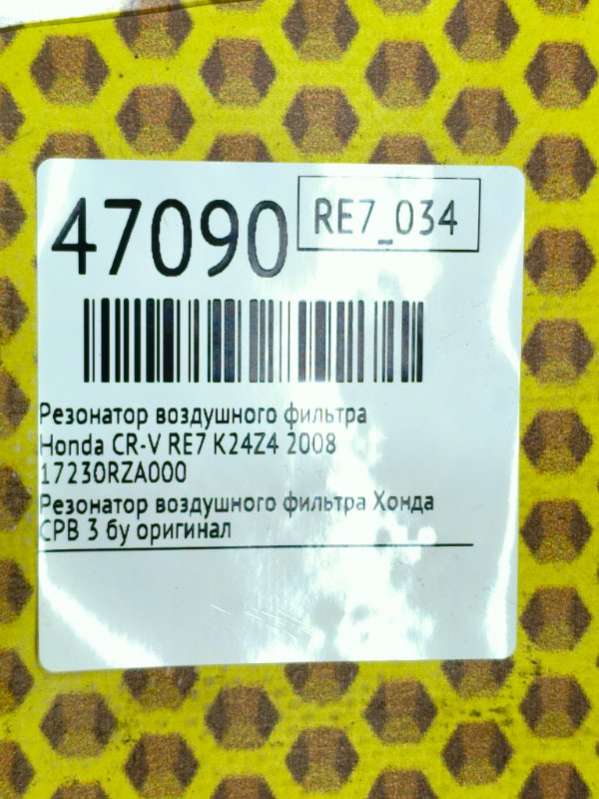 47090
RE7_034
Резонатор воздушного фильтра
Honda CR-V RE7 K24Z4 2008
17230RZA000
Резонатор воздушного фильтра Хонда
СРВ 3 бу оригинал